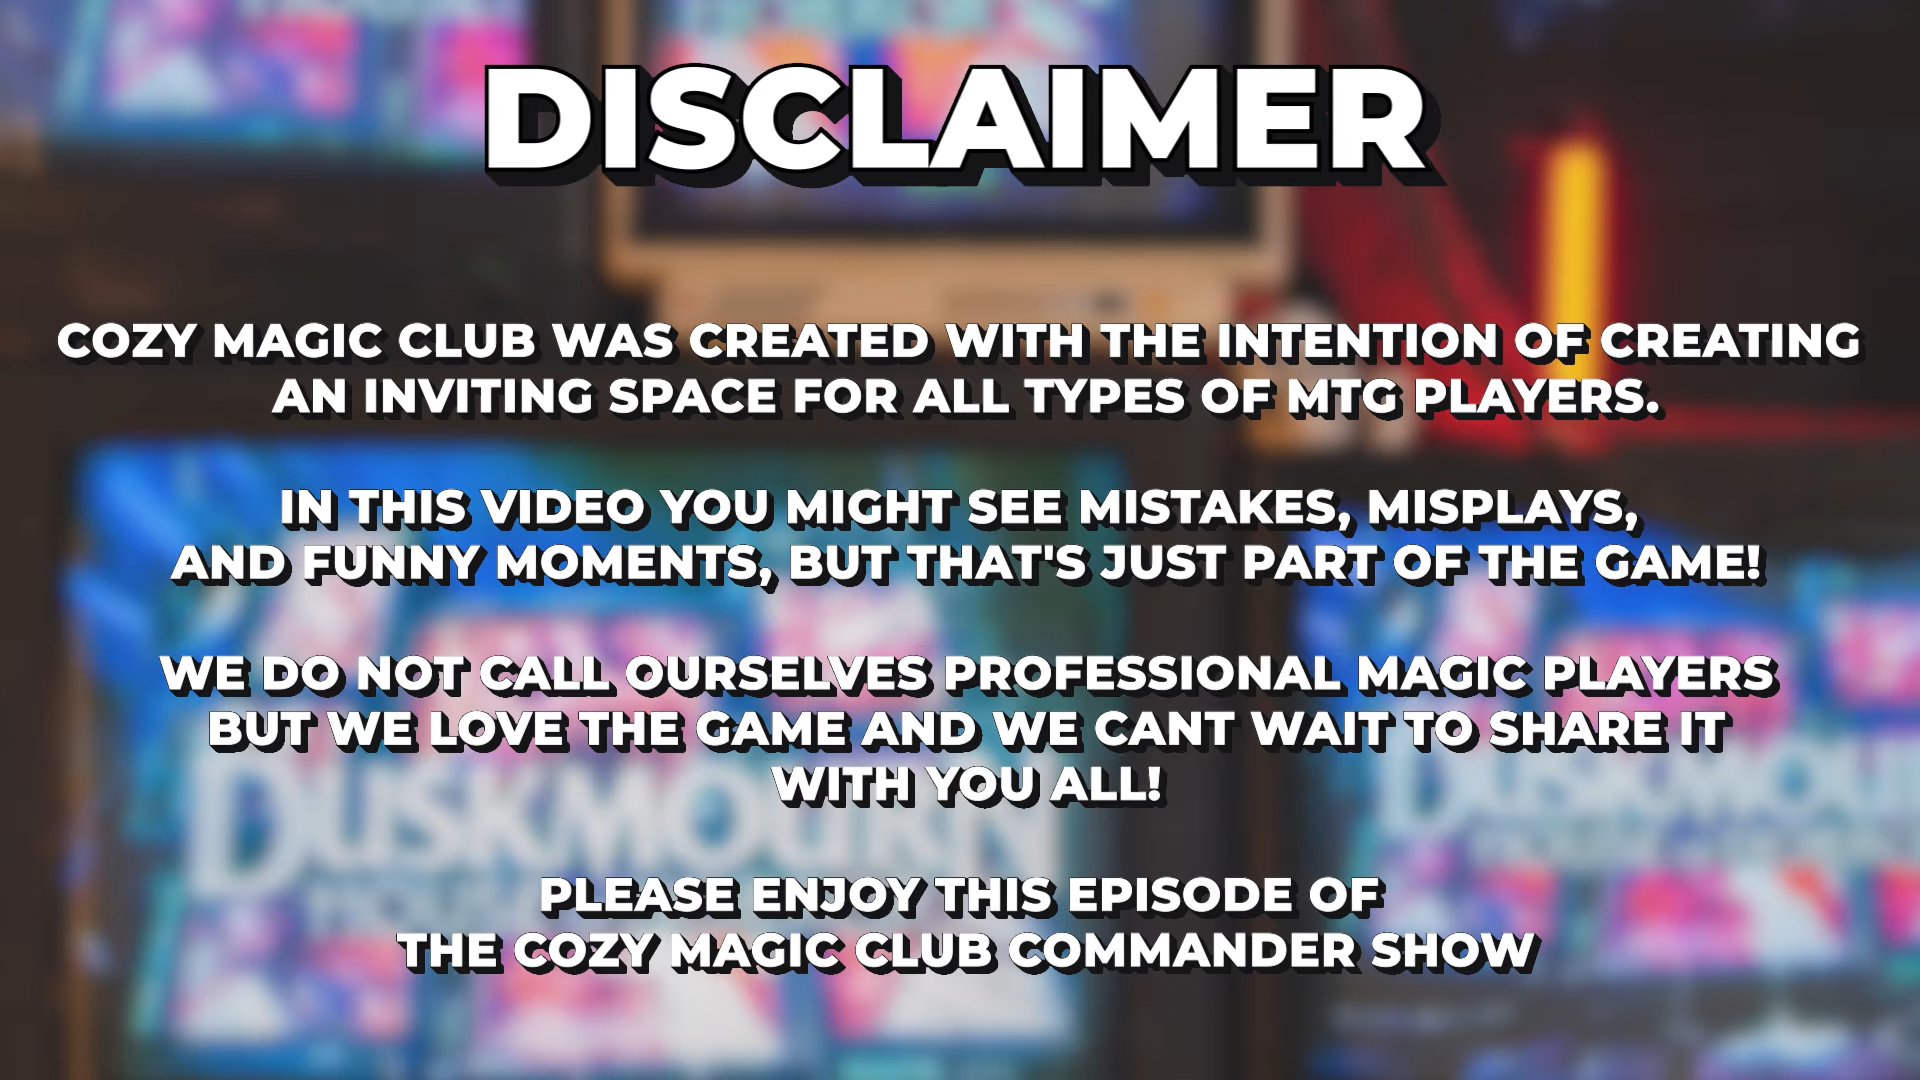 DISCLAIMER
COZY MAGIC CLUB WAS CREATED WITH THE INTENTION OF CREATING
AN INVITING SPACE FOR ALL TYPES OF MTG PLAYERS.
IN THIS VIDEO YOU MIGHT SEE MISTAKES, MISPLAYS,
AND FUNNY MOMENTS, BUT THAT'S JUST PART OF THE GAME!
WE DO NOT CALL OURSELVES PROFESSIONAL MAGIC PLAYERS
BUT WE LOVE THE GAME AND WE CANT WAIT TO SHARE IT
WITH YOU ALL!
DUSKMOURN
DUSKMOURN
PLEASE ENJOY THIS EPISODE OF
THE COZY MAGIC CLUB COMMANDER SHOW